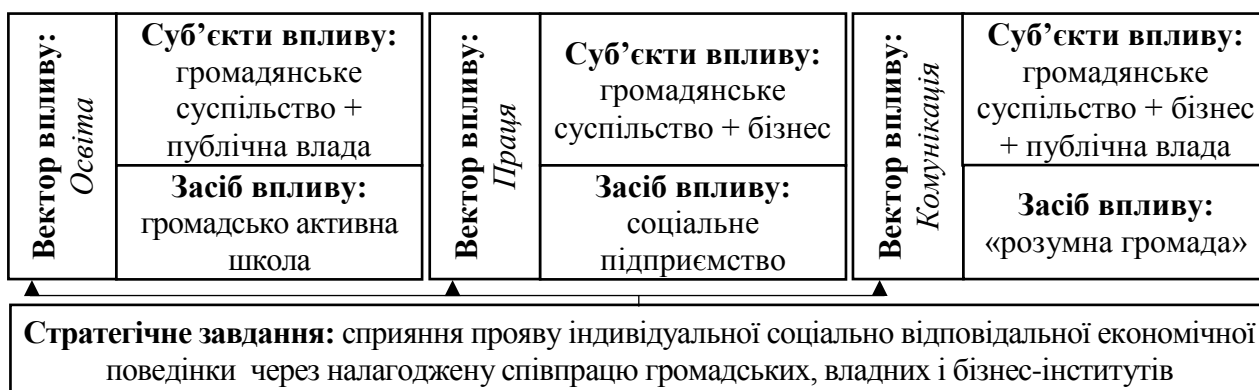 Вектор впливу:
Освіта
Суб’єкти впливу:
громадянське
суспільство +
публічна влада
Засіб впливу:
громадсько активна
школа
Вектор впливу:
Праця
Суб’єкти впливу:
громадянське
суспільство + бізнес
Засіб впливу:
соціальне
підприємство
Вектор впливу:
Комунікація
Суб’єкти впливу:
громадянське
суспільство + бізнес
+ публічна влада
Засіб впливу:
«розумна громада»
Стратегічне завдання: сприяння прояву індивідуальної соціально відповідальної економічної
поведінки через налагоджену співпрацю громадських, владних і бізнес-інститутів